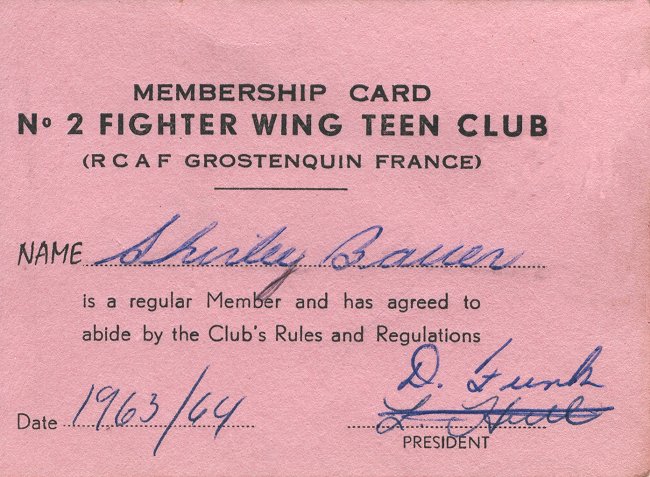 MEMBERSHIP CARD
No 2 FIGHTER WING TEEN CLUB
(RCAF GROSTENQUIN FRANCE)
NAME Shirley Bauer
is a regular Member and has agreed to
abide by the Club's Rules and Regulations
D. Funk
Date 1963/64 L. Hull
PRESIDENT